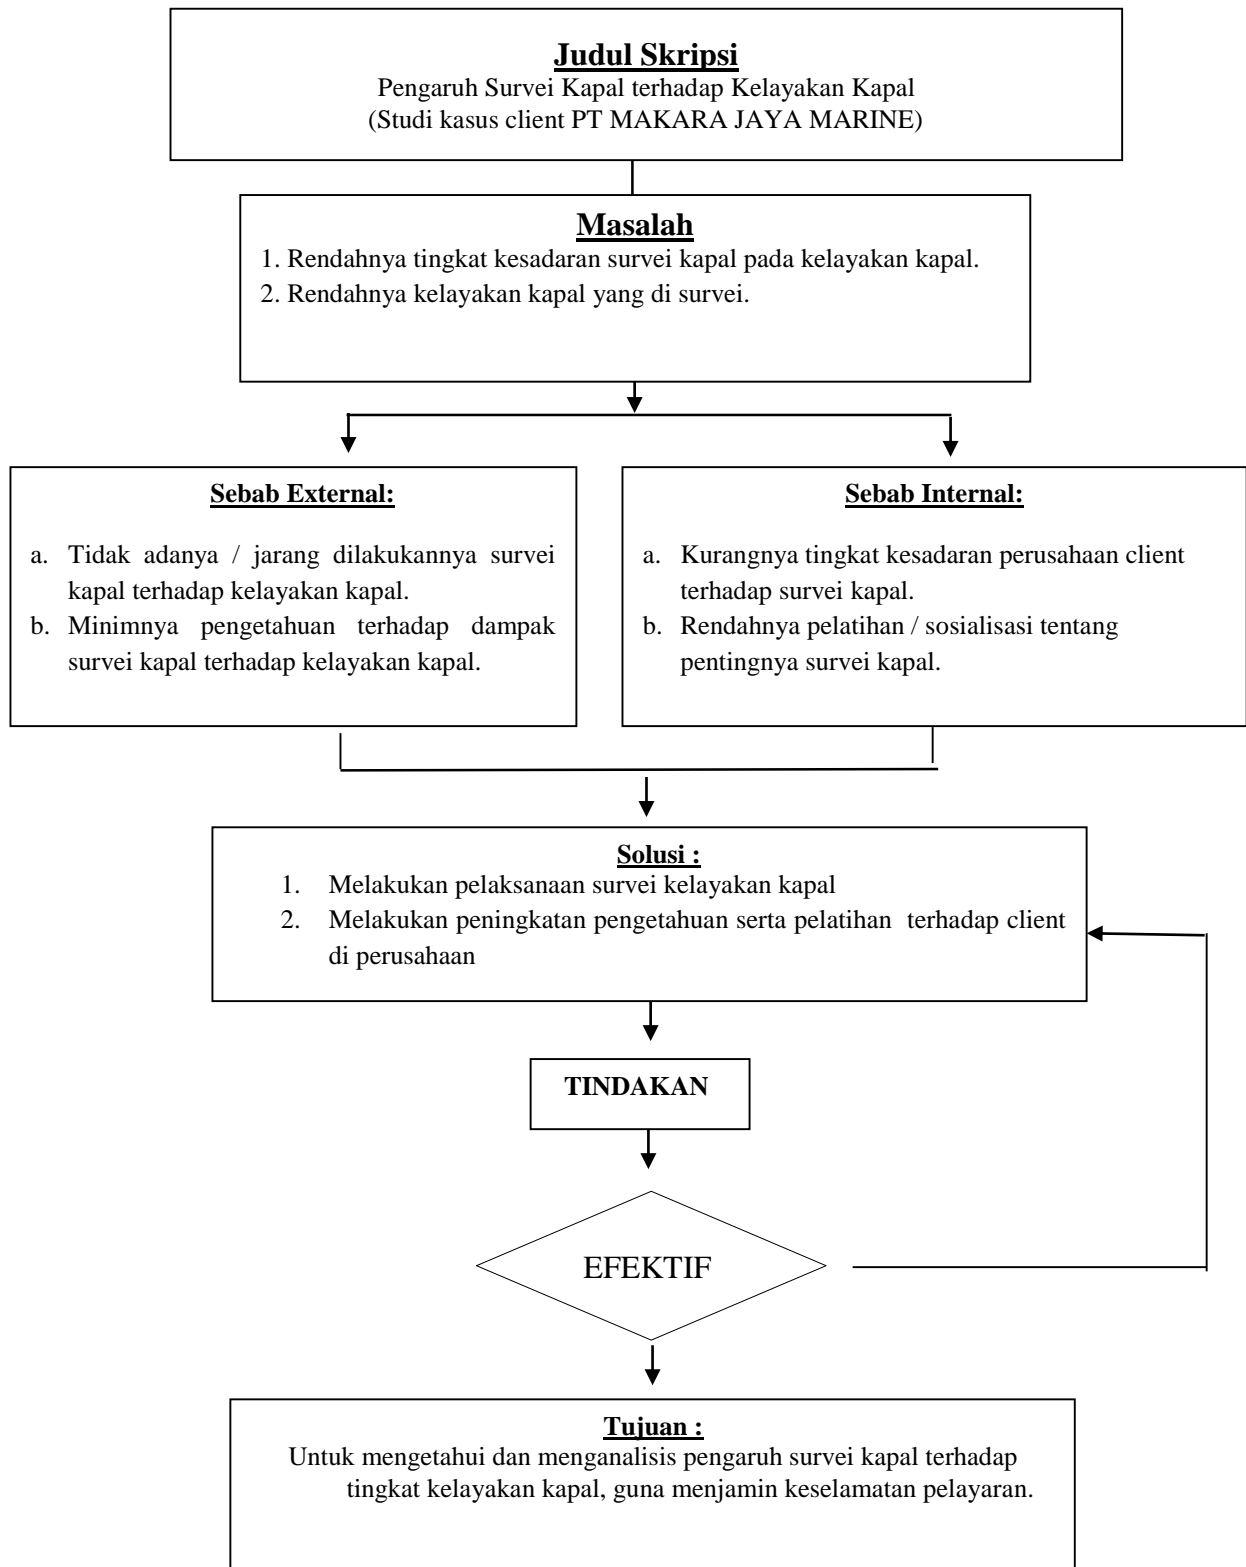 Judul Skripsi
Pengaruh Survei Kapal terhadap Kelayakan Kapal
(Studi kasus client PT MAKARA JAYA MARINE)
Masalah
1. Rendahnya tingkat kesadaran survei kapal pada kelayakan kapal.
2. Rendahnya kelayakan kapal yang di survei.
Sebab External:
a. Tidak adanya / jarang dilakukannya survei
kapal terhadap kelayakan kapal.
b. Minimnya pengetahuan terhadap dampak
survei kapal terhadap kelayakan kapal.
Sebab Internal:
a. Kurangnya tingkat kesadaran perusahaan client
terhadap survei kapal.
b. Rendahnya pelatihan / sosialisasi tentang
pentingnya survei kapal.
Solusi :
1. Melakukan pelaksanaan survei kelayakan kapal
2. Melakukan peningkatan pengetahuan serta pelatihan terhadap client
di perusahaan
TINDAKAN
EFEKTIF
Tujuan :
Untuk mengetahui dan menganalisis pengaruh survei kapal terhadap
tingkat kelayakan kapal, guna menjamin keselamatan pelayaran.